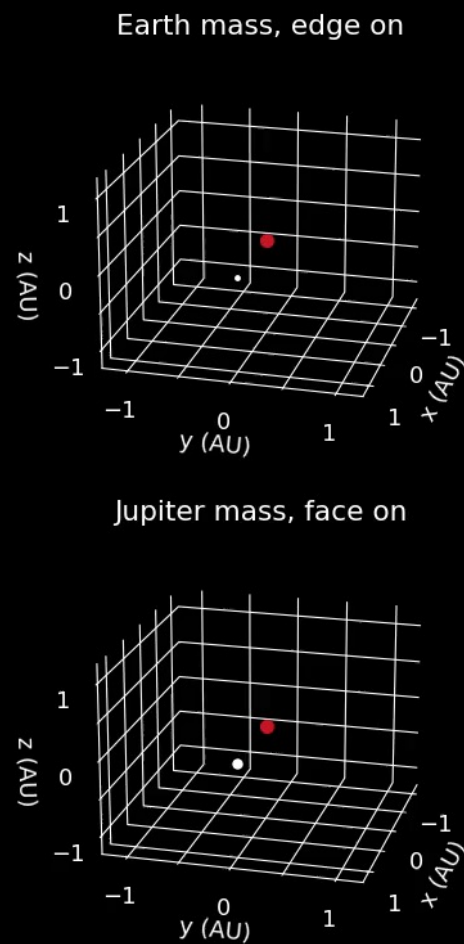 Earth mass, edge on
1
0
−1
z (AU)
−1
0
1
y (AU)
−1
0
1
x (AU)
Jupiter mass, face on
1
0
−1
z (AU)
−1
0
1
y (AU)
−1
0
1
x (AU)